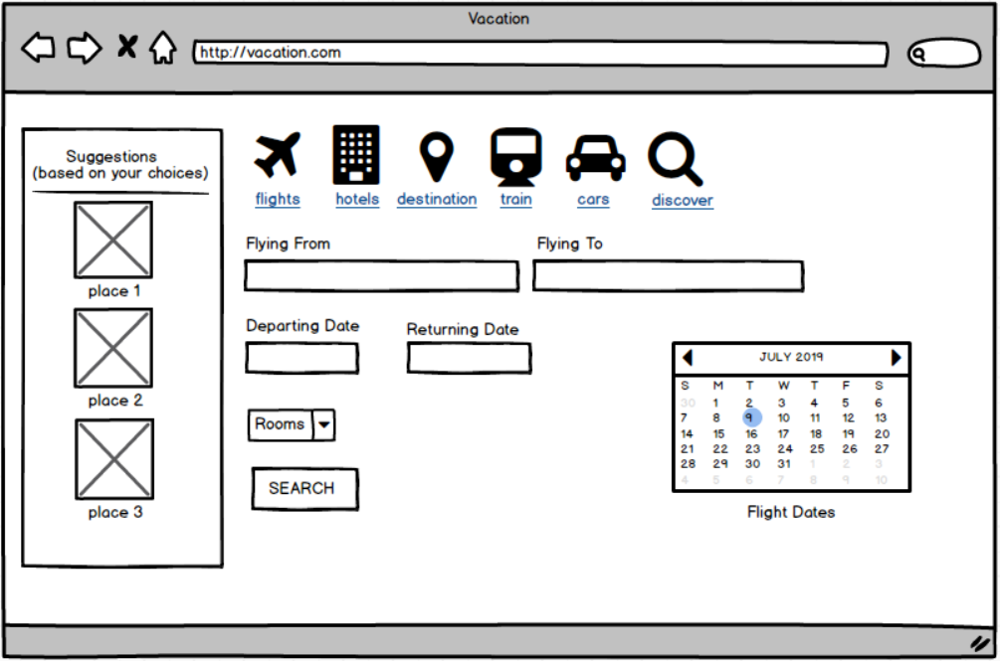 Vacation
http://vacation.com
Suggestions
(based on your choices)
place 1
place 2
place 3
flights hotels destination train cars discover
Flying From Flying To
Departing Date Returning Date
Rooms
SEARCH
JULY 2019
S M T W T F S
30 1 2 3 4 5 6
7 8 9 10 11 12 13
14 15 16 17 18 19 20
21 22 23 24 25 26 27
28 29 30 31 1 2 3
4 5 6 7 8 9 10
Flight Dates